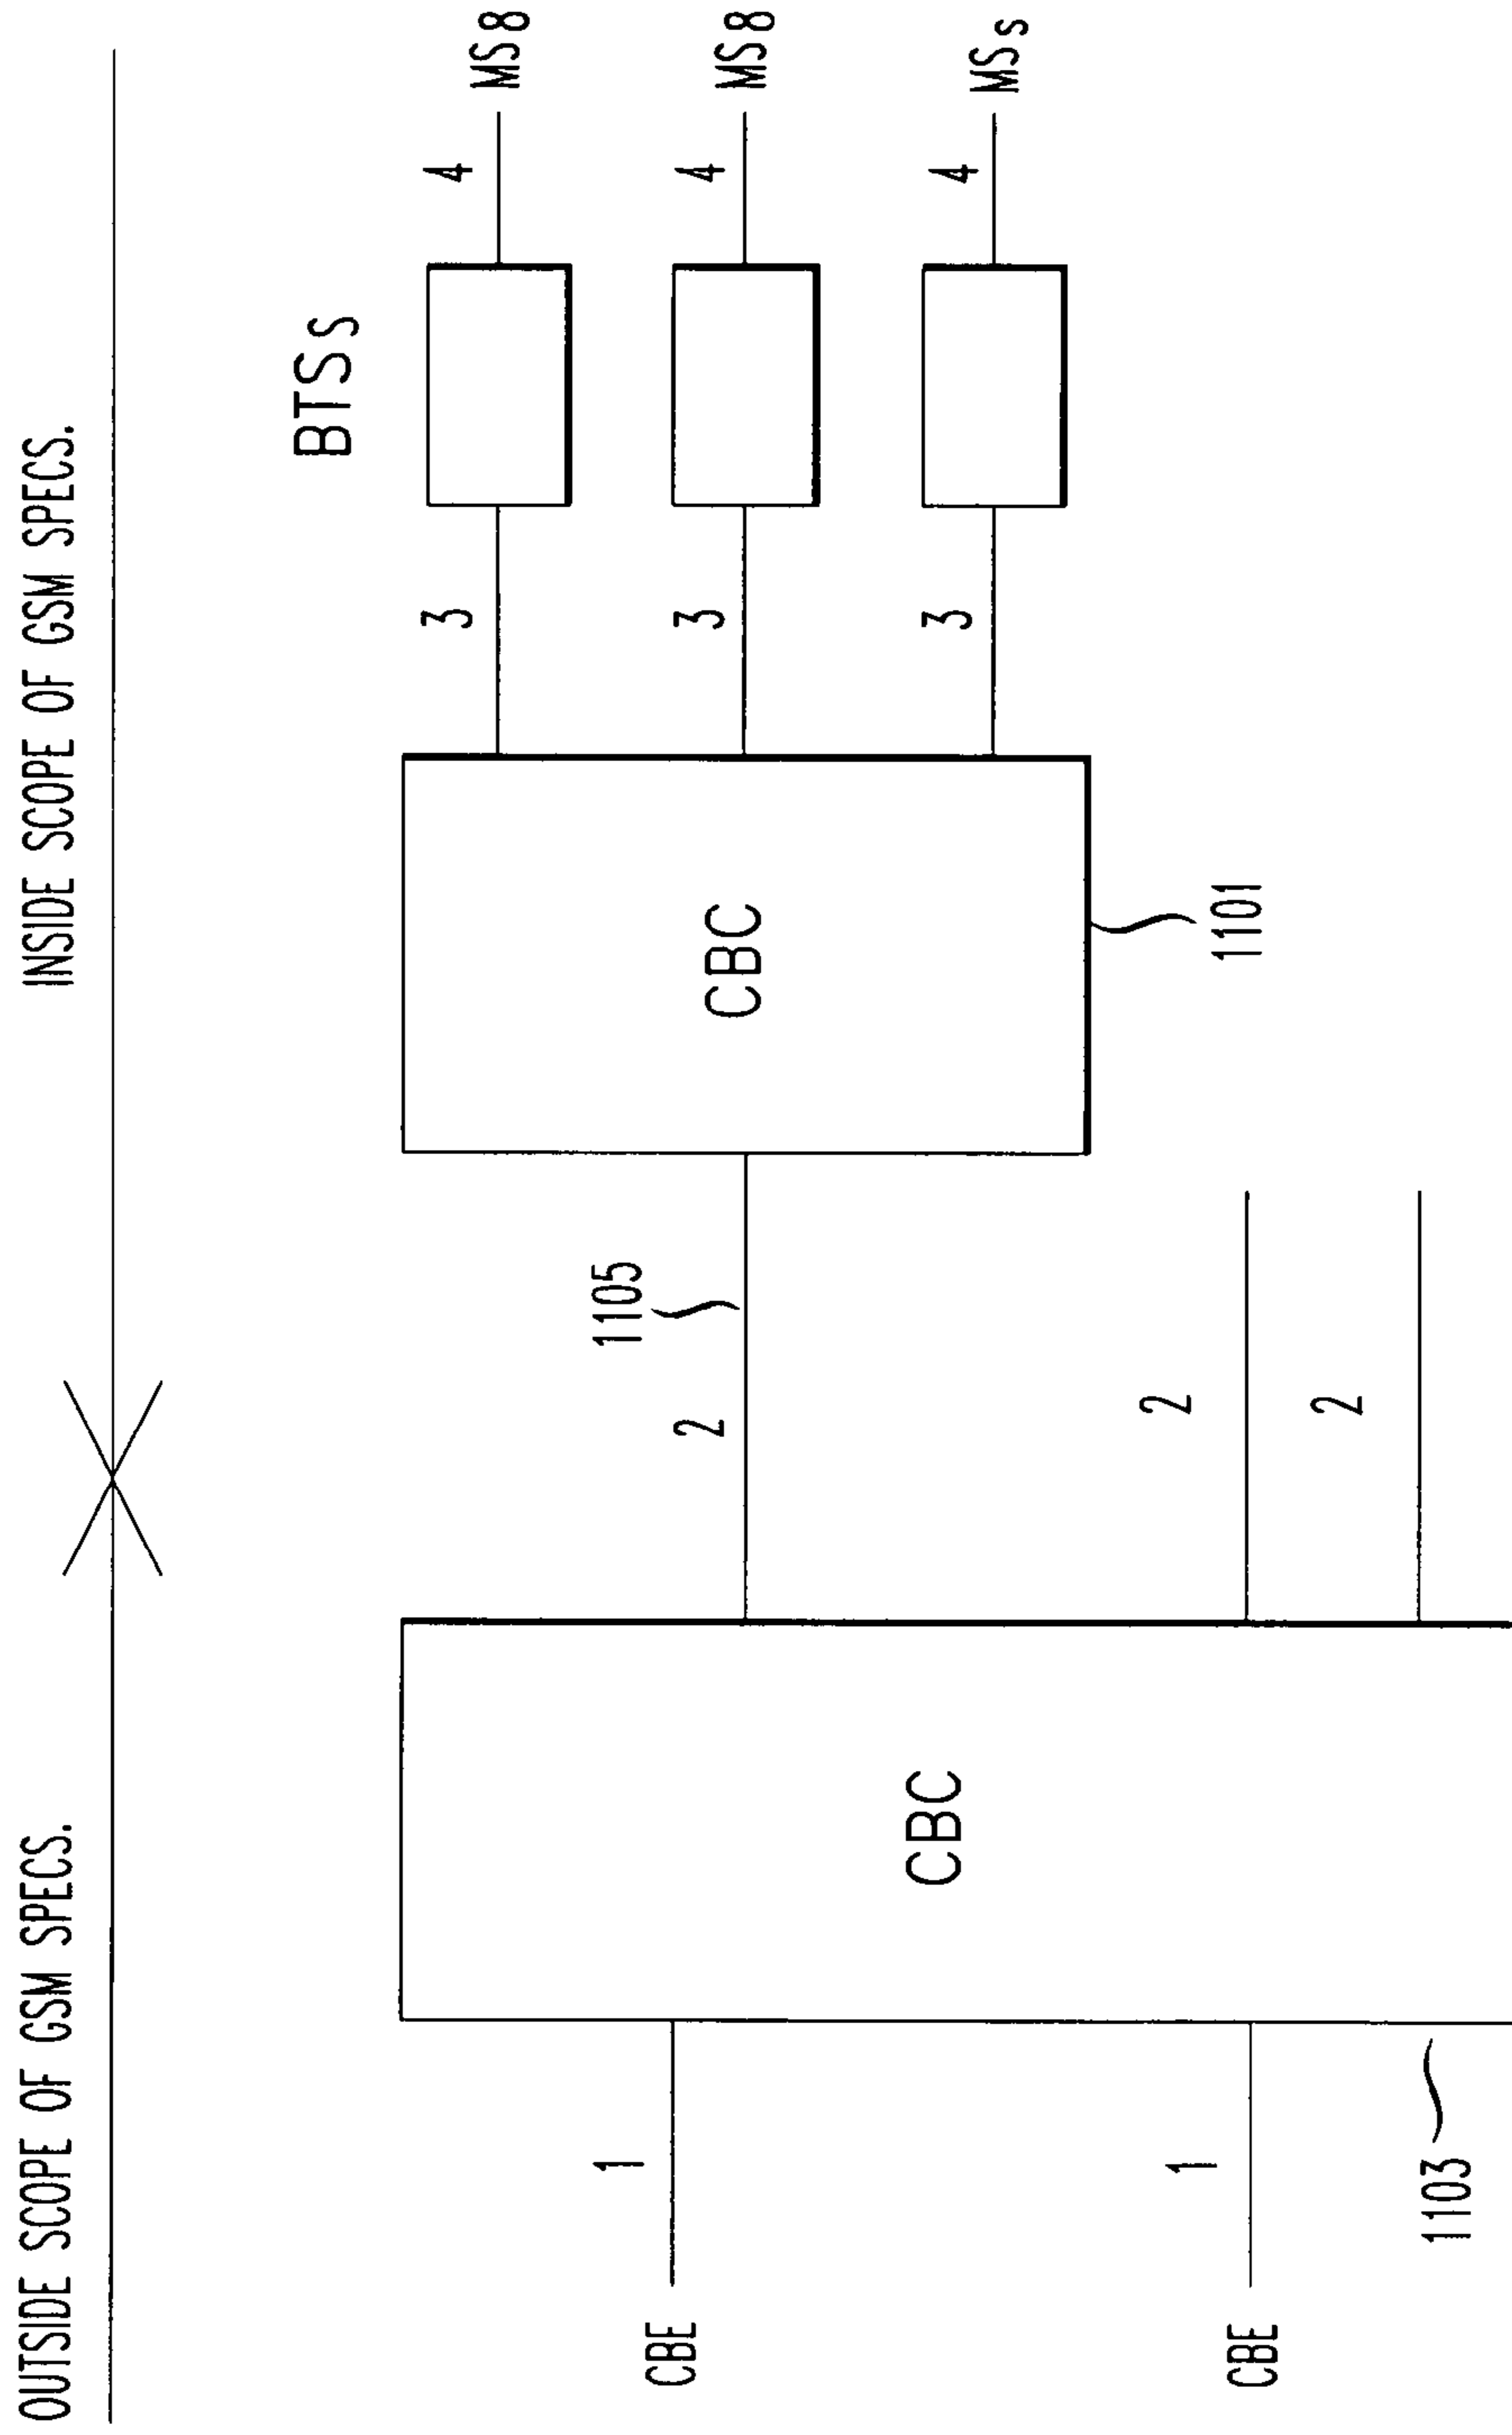 OUTSIDE SCOPE OF GSM SPECS.
INSIDE SCOPE OF GSM SPECS.
BTSS
3
4
MS8
3
4
MS8
3
4
MSs
CBC
1101
1105
2
2
2
CBC
1
CBE
1
CBE
1103